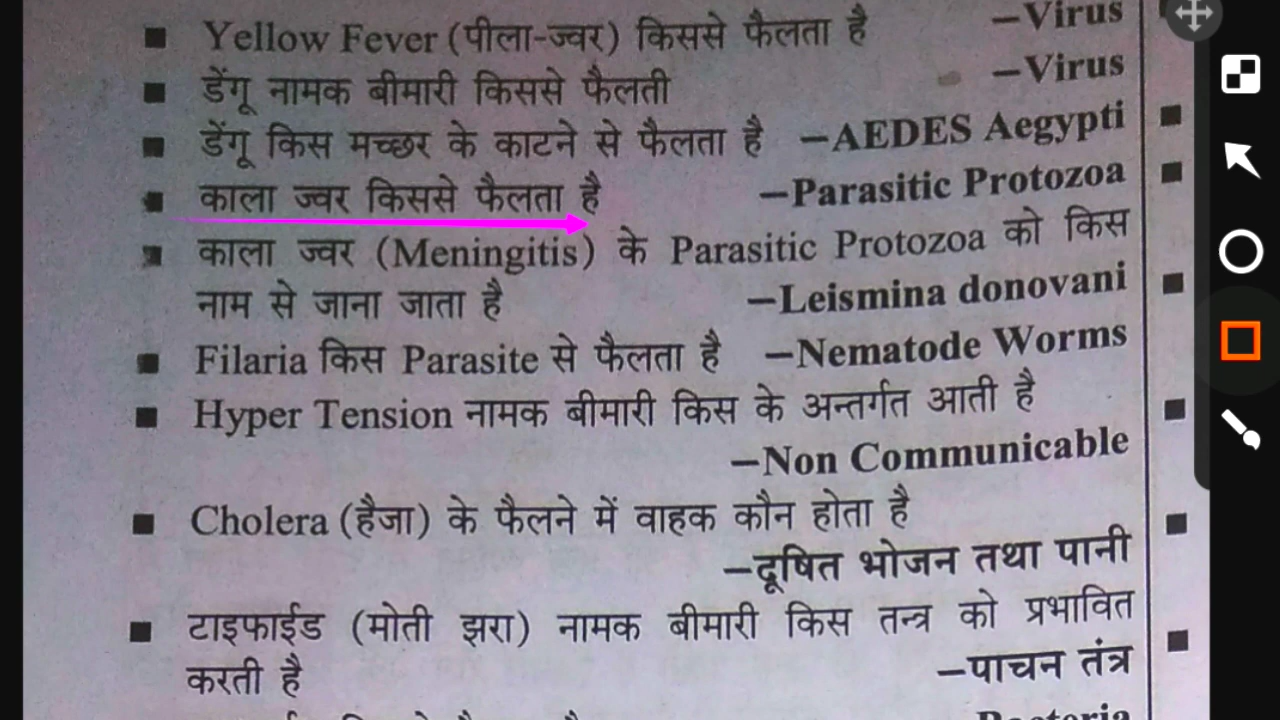 ■ Yellow Fever (पीला-ज्वर) किससे फैलता है –Virus
■ डेंगू नामक बीमारी किससे फैलती –Virus
■ डेंगू किस मच्छर के काटने से फैलता है –AEDES Aegypti
■ काला ज्वर किससे फैलता है –Parasitic Protozoa
■ काला ज्वर (Meningitis) के Parasitic Protozoa को किस
नाम से जाना जाता है –Leismina donovani
■ Filaria किस Parasite से फैलता है –Nematode Worms
■ Hyper Tension नामक बीमारी किस के अन्तर्गत आती है
–Non Communicable
■ Cholera (हैजा) के फैलने में वाहक कौन होता है
–दूषित भोजन तथा पानी
■ टाइफाईड (मोती झरा) नामक बीमारी किस तन्त्र को प्रभावित
करती है –पाचन तंत्र